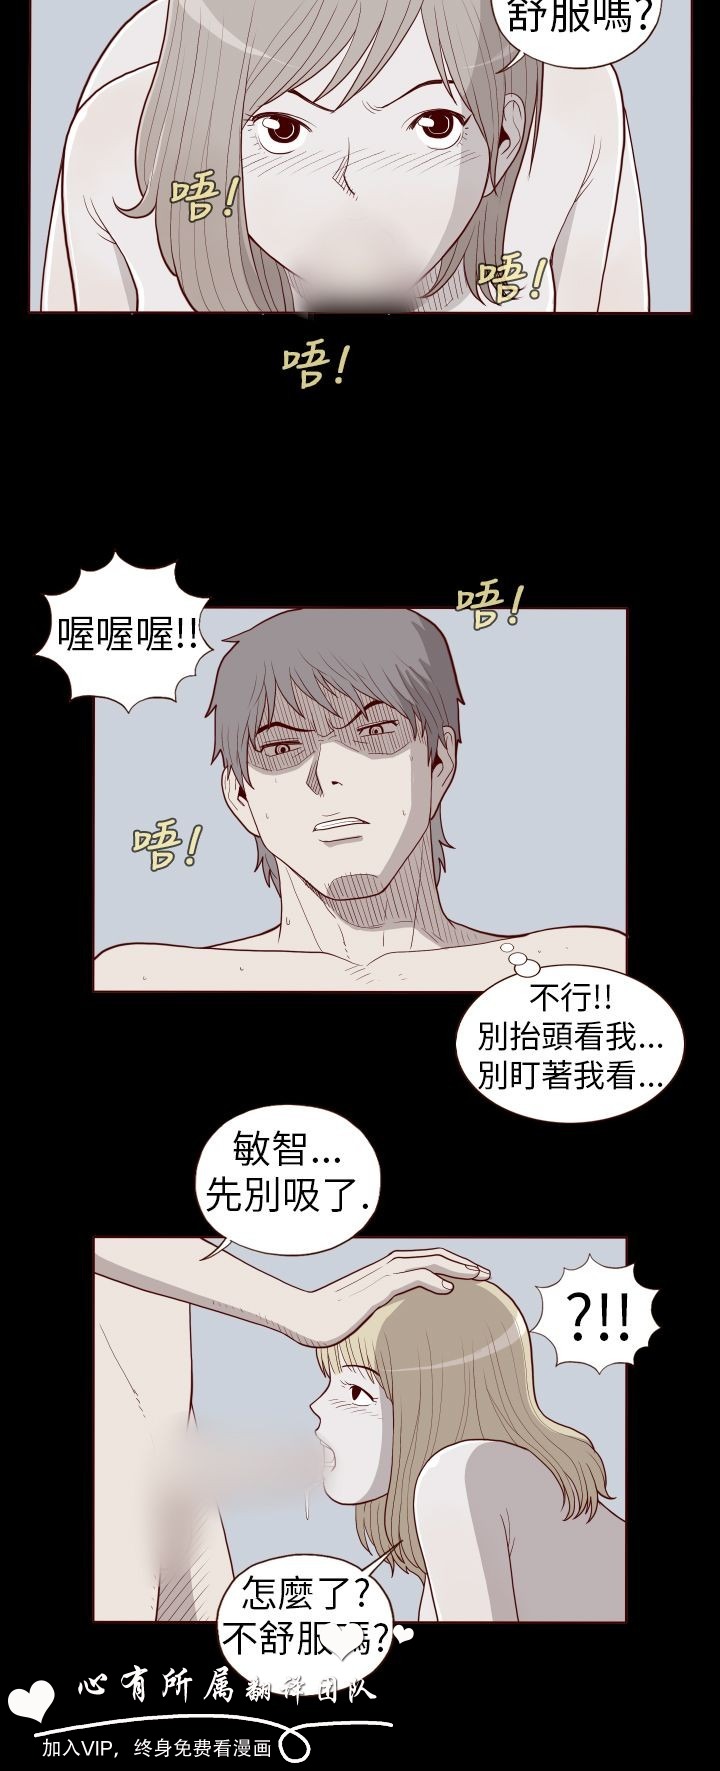 舒服嗎?
唔!
唔!
唔!
唔!
喔喔喔!!
唔!
不行!!
別抬頭看我...
別盯著我看...
敏智...
先別吸了.
?!!
怎麼了?
不舒服嗎?
心有所属翻译团队
加入VIP，终身免费看漫画